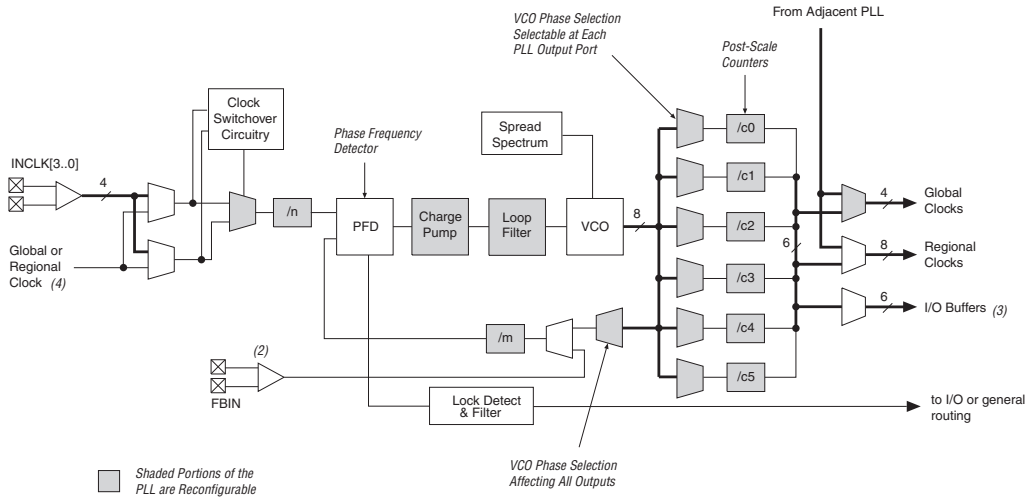 From Adjacent PLL
VCO Phase Selection
Selectable at Each
PLL Output Port
Post-Scale
Counters
Clock
Switchover
Circuitry
Phase Frequency
Detector
Spread
Spectrum
INCLK[3..0]
4
/n
PFD
Charge
Pump
Loop
Filter
VCO
8
/c0
/c1
/c2
/c3
/c4
/c5
6
4
Global
Clocks
8
Regional
Clocks
6
I/O Buffers (3)
Global or
Regional
Clock (4)
/m
(2)
FBIN
Lock Detect
& Filter
to I/O or general
routing
VCO Phase Selection
Affecting All Outputs
Shaded Portions of the
PLL are Reconfigurable